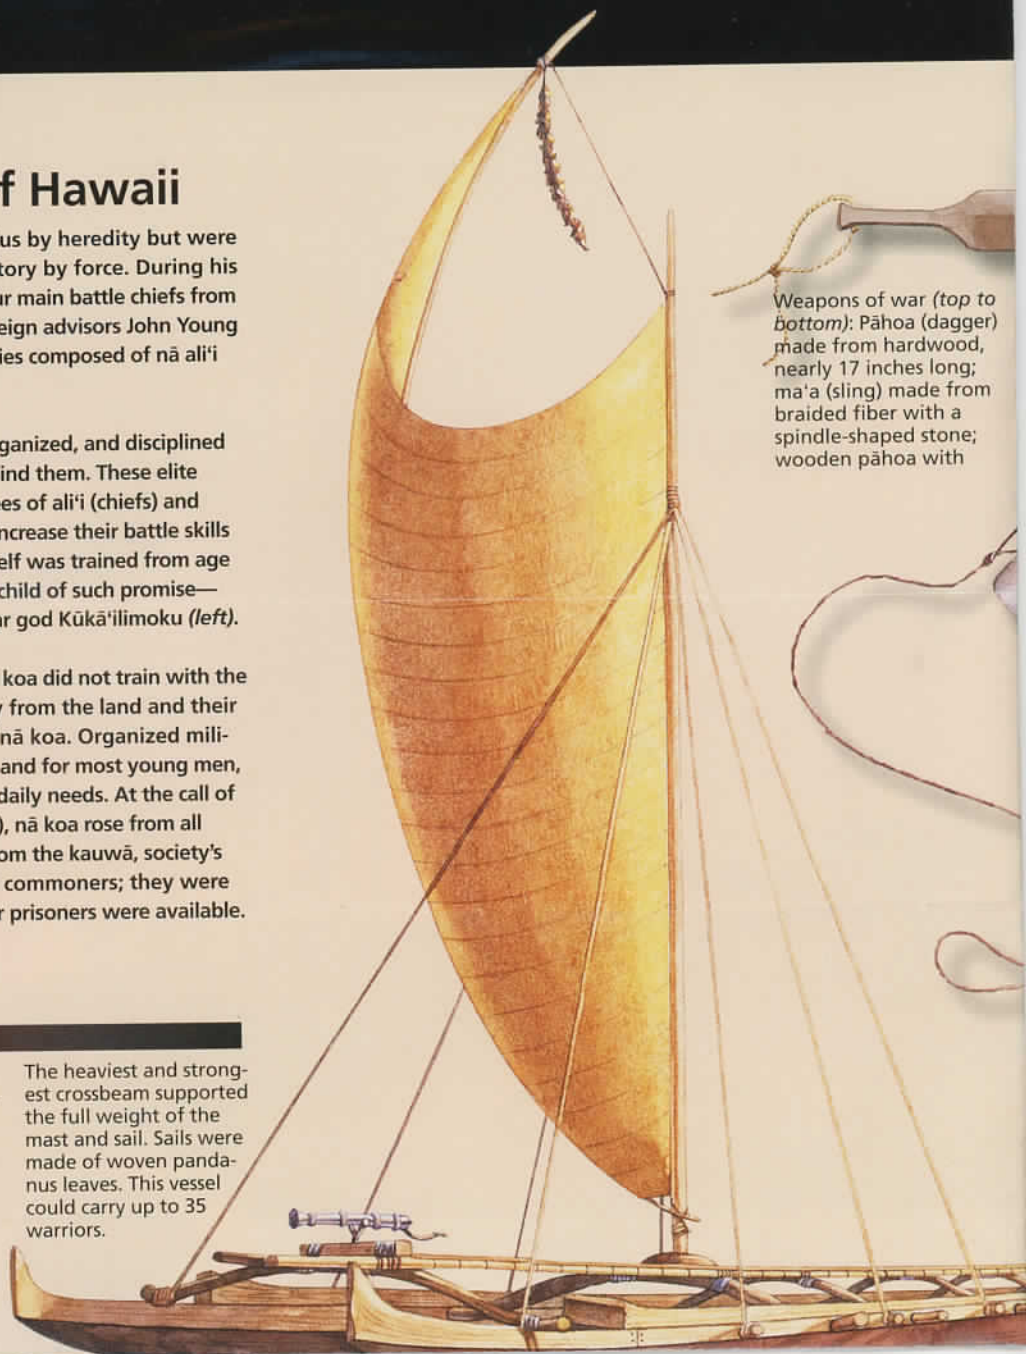 f Hawaii
us by heredity but were
tory by force. During his
ur main battle chiefs from
eign advisors John Young
ies composed of nā aliʻi
ganized, and disciplined
ind them. These elite
es of aliʻi (chiefs) and
ncrease their battle skills
elf was trained from age
child of such promise—
ar god Kūkāʻilimoku (left).
koa did not train with the
y from the land and their
nā koa. Organized mili-
and for most young men,
daily needs. At the call of
), nā koa rose from all
om the kauwā, society’s
commoners; they were
r prisoners were available.
The heaviest and strong-
est crossbeam supported
the full weight of the
mast and sail. Sails were
made of woven panda-
nus leaves. This vessel
could carry up to 35
warriors.
Weapons of war (top to
bottom): Pāhoa (dagger)
made from hardwood,
nearly 17 inches long;
maʻa (sling) made from
braided fiber with a
spindle-shaped stone;
wooden pāhoa with